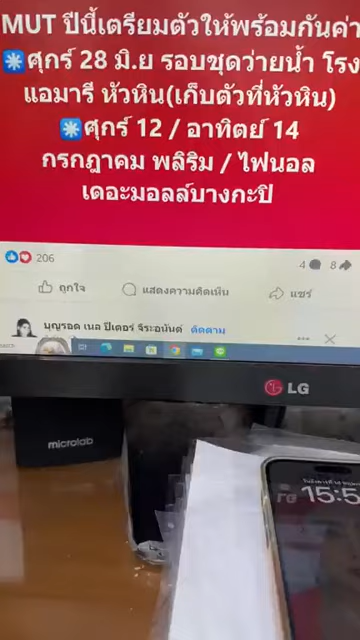 MUT ปีนี้เตรียมตัวให้พร้อมกันค่า
ศุกร์ 28 มิ.ย รอบชุดว่ายน้ำ โรง
แอมารี หัวหิน(เก็บตัวที่หัวหิน)
ศุกร์ 12 / อาทิตย์ 14
กรกฎาคม พลิริม / ไฟนอล
เดอะมอลล์บางกะปิ
206
4 8
ถูกใจ แสดงความคิดเห็น แชร์
บุญรอด เนล ปีเตอร์ จิระอนันต์ ติดตาม
LG
microlab
15:5